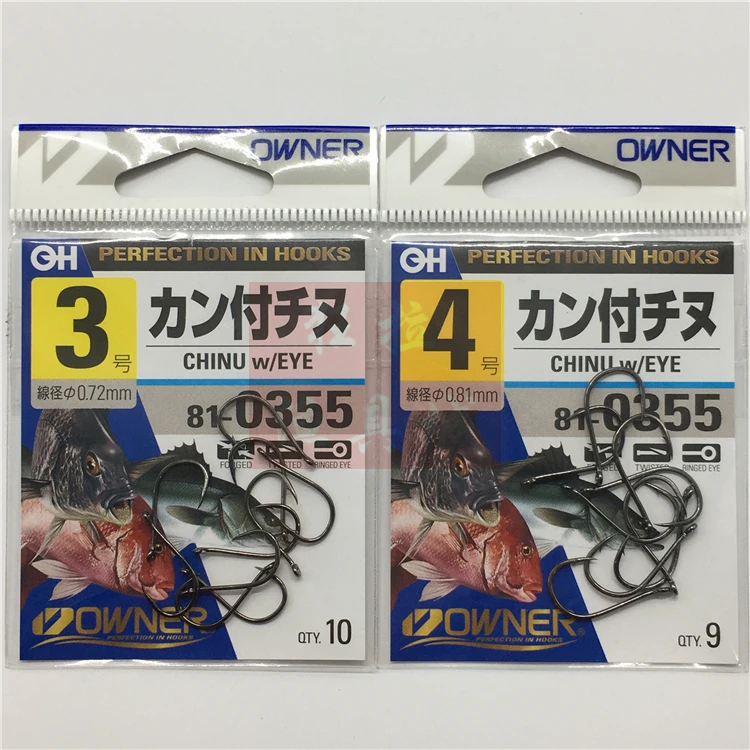 OWNER
OH PERFECTION IN HOOKS
3号
カン付チヌ
CHINU w/EYE
線径φ0.72mm
81-0355
FORGED TWISTED RINGED EYE
OWNER
PERFECTION IN HOOKS
QTY. 10
OWNER
OH PERFECTION IN HOOKS
4号
カン付チヌ
CHINU w/EYE
線径φ0.81mm
81-0355
TWISTED RINGED EYE
OWNER®
PERFECTION IN HOOKS
QTY. 9